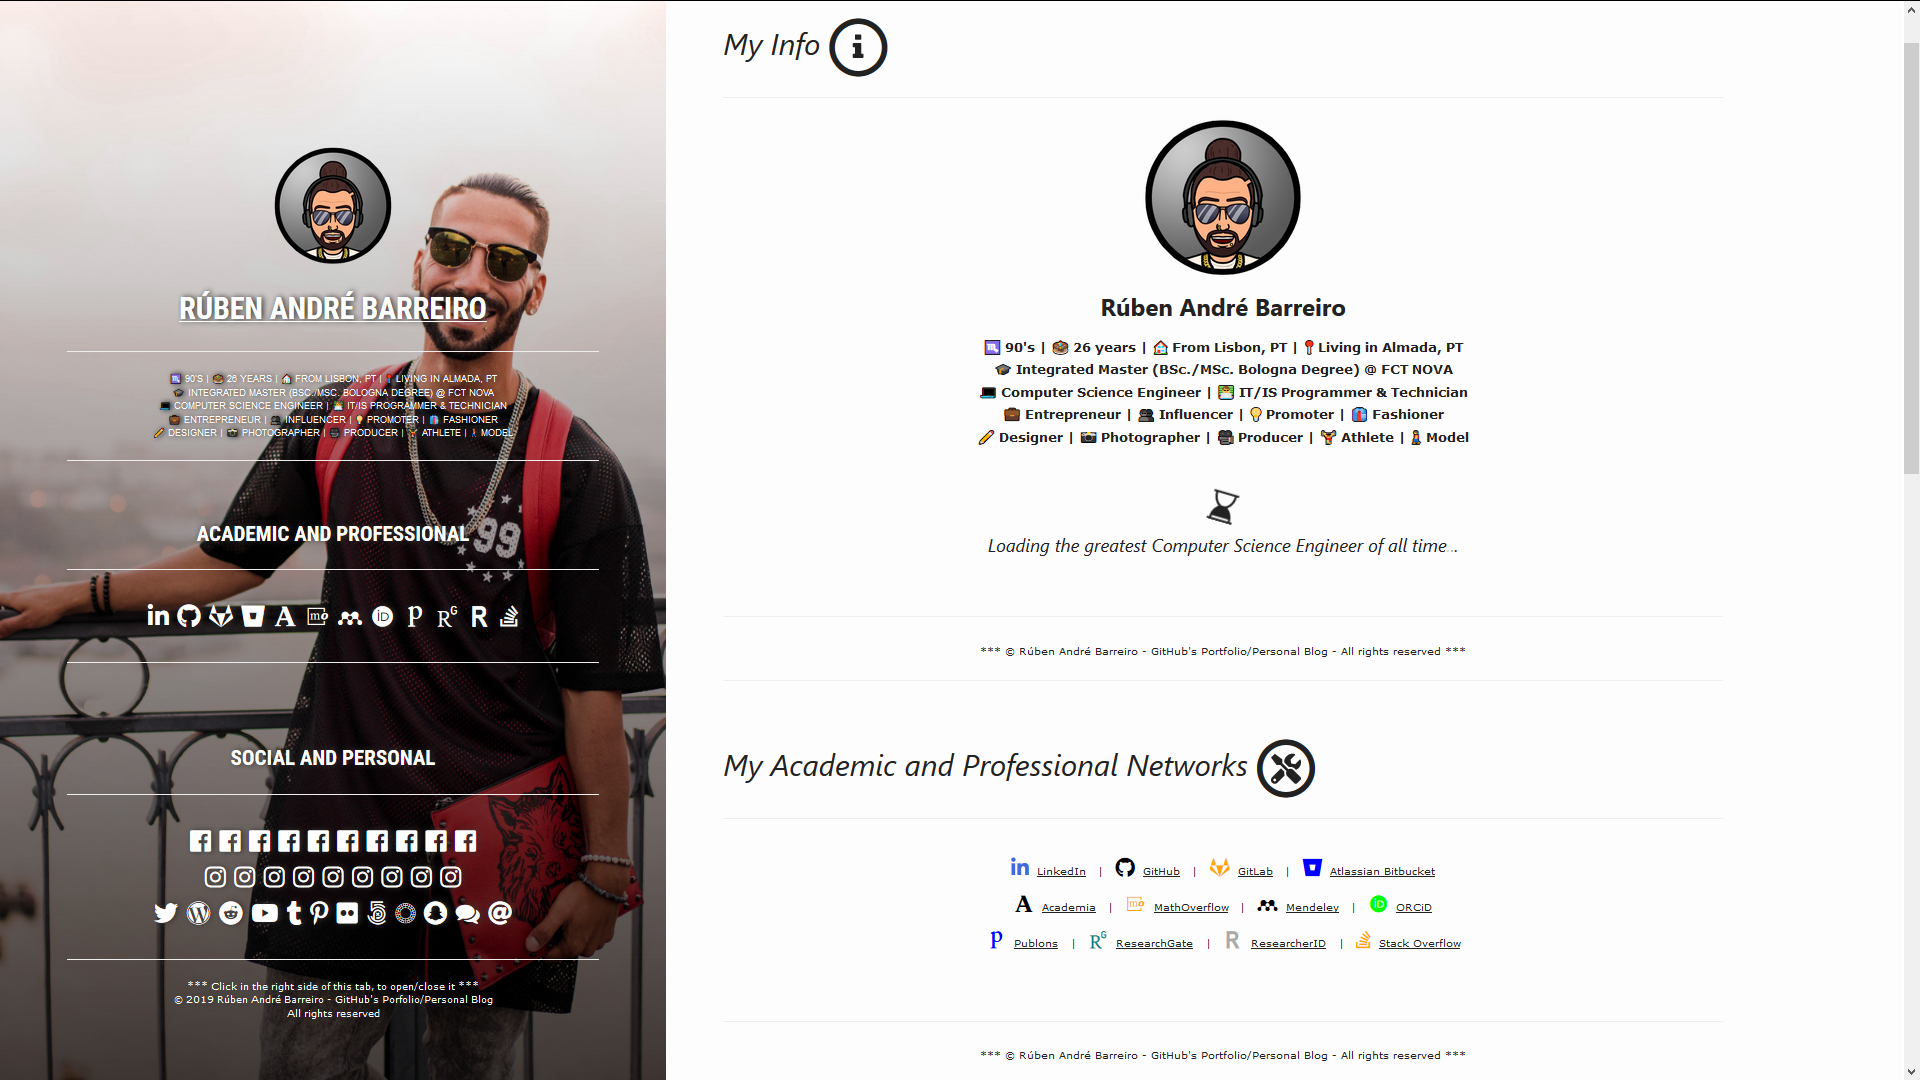 RÚBEN ANDRÉ BARREIRO
90'S | 26 YEARS | FROM LISBON, PT | LIVING IN ALMADA, PT
INTEGRATED MASTER (BSC./MSC. BOLOGNA DEGREE) @ FCT NOVA
COMPUTER SCIENCE ENGINEER | IT/IS PROGRAMMER & TECHNICIAN
ENTREPRENEUR | INFLUENCER | PROMOTER | FASHIONER
DESIGNER | PHOTOGRAPHER | PRODUCER | ATHLETE | MODEL
99
ACADEMIC AND PROFESSIONAL
SOCIAL AND PERSONAL
*** Click in the right side of this tab, to open/close it ***
© 2019 Rúben André Barreiro - GitHub's Porfolio/Personal Blog
All rights reserved
My Info
Rúben André Barreiro
90's | 26 years | From Lisbon, PT | Living in Almada, PT
Integrated Master (BSc./MSc. Bologna Degree) @ FCT NOVA
Computer Science Engineer | IT/IS Programmer & Technician
Entrepreneur | Influencer | Promoter | Fashioner
Designer | Photographer | Producer | Athlete | Model
Loading the greatest Computer Science Engineer of all time...
*** © Rúben André Barreiro - GitHub's Portfolio/Personal Blog - All rights reserved ***
My Academic and Professional Networks
LinkedIn | GitHub | GitLab | Atlassian Bitbucket
Academia | MathOverflow | Mendeley | ORCiD
Publons | ResearchGate | ResearcherID | Stack Overflow
*** © Rúben André Barreiro - GitHub's Portfolio/Personal Blog - All rights reserved ***